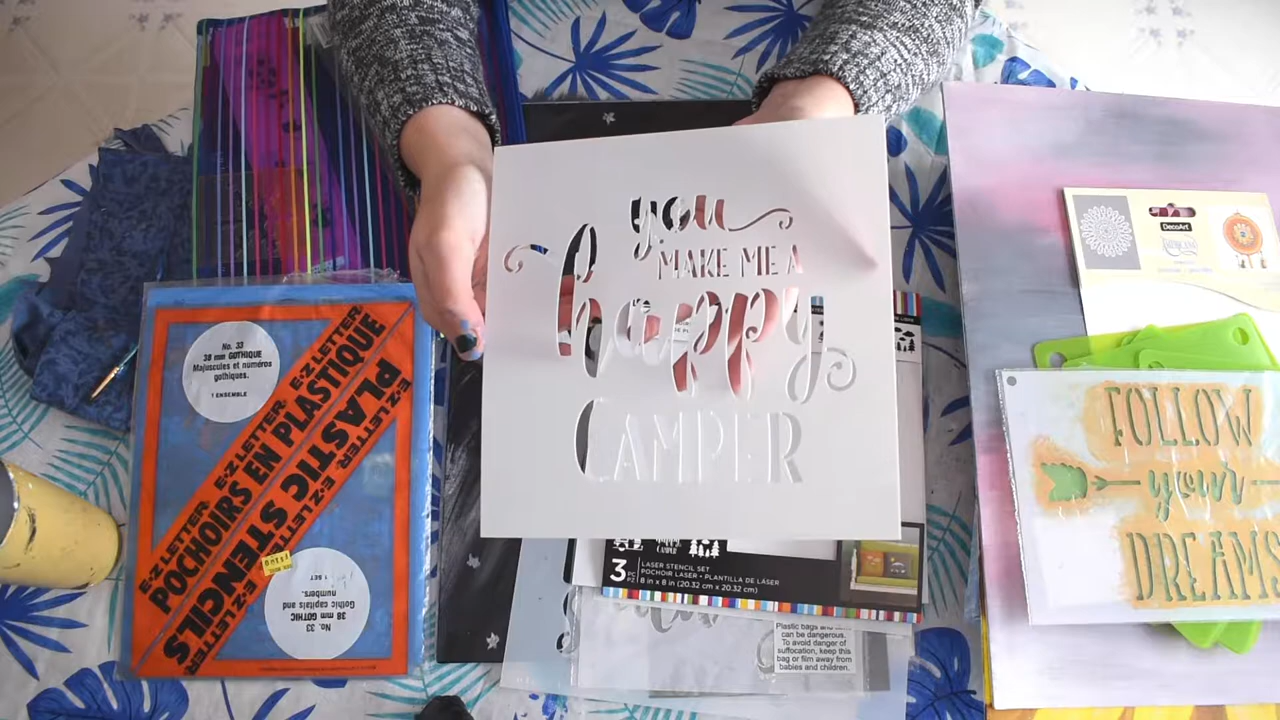 you
MAKE ME A
happy
CAMPER
No. 33
38 mm GOTHIQUE
Majuscules et numéros
gothiques.
1 ENSEMBLE
E-Z LETTER E-Z LETTER E-Z LETTER
POCHOIRS EN PLASTIQUE
PLASTIC STENCILS
E-Z LETTER E-Z LETTER E-Z LETTER
No. 33
38 mm GOTHIC
Gothic capitals and
numbers.
1 SET
3 PC
LASER STENCIL SET
POCHOIR LASER • PLANTILLA DE LÁSER
8 in x 8 in (20.32 cm x 20.32 cm)
Plastic bags
can be dangerous.
To avoid danger of
suffocation, keep this
bag or film away from
babies and children.
DecoArt
FOLLOW
your
DREAMS